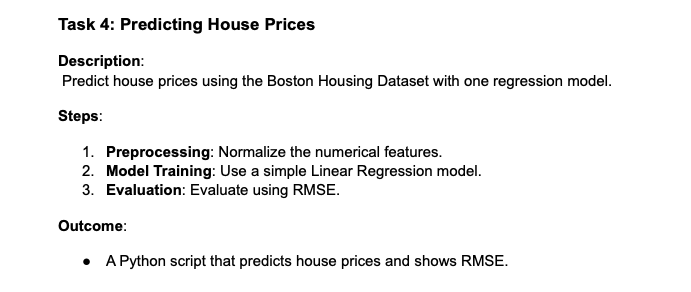 Task 4: Predicting House Prices
Description:
Predict house prices using the Boston Housing Dataset with one regression model.
Steps:
1. Preprocessing: Normalize the numerical features.
2. Model Training: Use a simple Linear Regression model.
3. Evaluation: Evaluate using RMSE.
Outcome:
● A Python script that predicts house prices and shows RMSE.